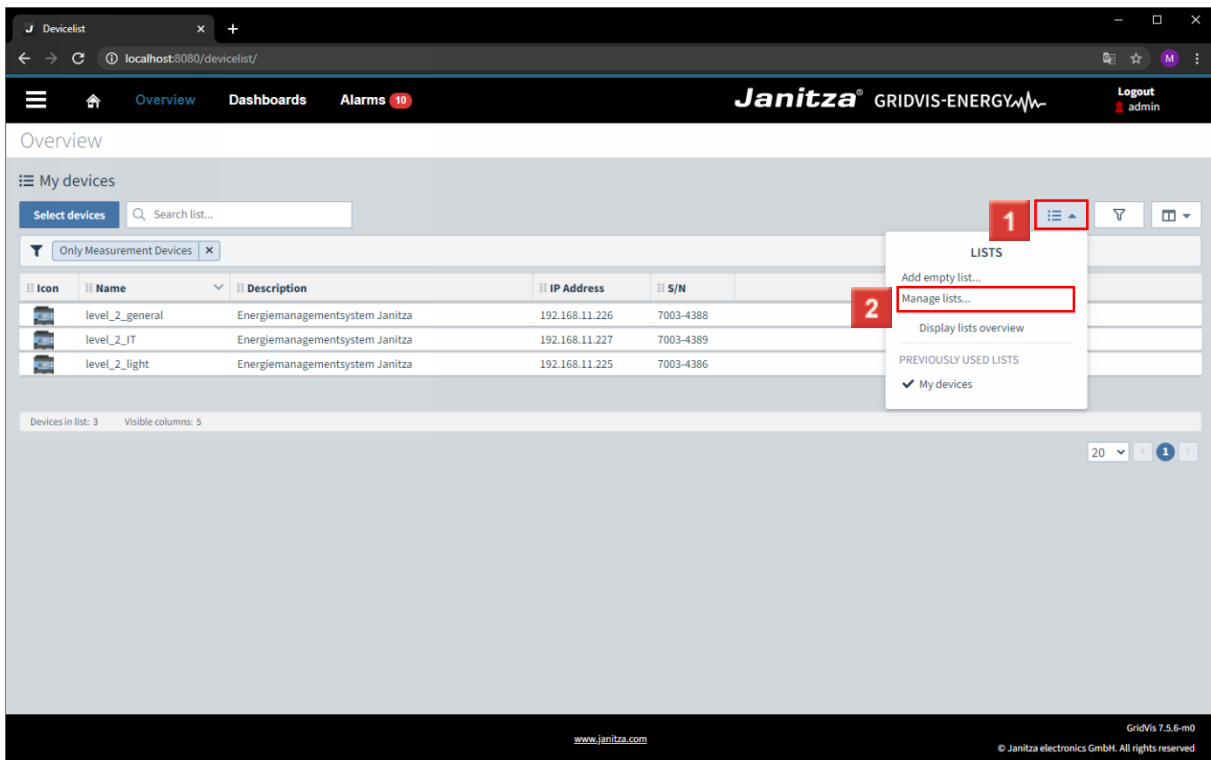 Devicelist
localhost:8080/devicelist/
M
Overview Dashboards Alarms 10 Janitza® GRIDVIS-ENERGY Logout
admin
Overview
My devices
Select devices Search list... 1
Only Measurement Devices LISTS
Add empty list...
2 Manage lists...
Display lists overview
PREVIOUSLY USED LISTS
My devices
Icon Name Description IP Address S/N
level_2_general Energiemanagementsystem Janitza 192.168.11.226 7003-4388
level_2_IT Energiemanagementsystem Janitza 192.168.11.227 7003-4389
level_2_light Energiemanagementsystem Janitza 192.168.11.225 7003-4386
Devices in list: 3 Visible columns: 5
20 1
www.janitza.com
GridVis 7.5.6-m0
© Janitza electronics GmbH. All rights reserved